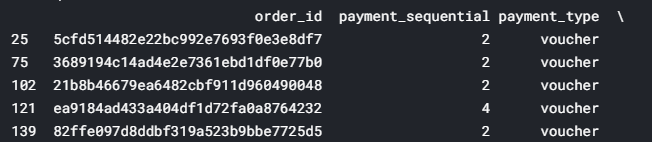 order_id payment_sequential payment_type \
25 5cfd514482e22bc992e7693f0e3e8df7 2 voucher
75 3689194c14ad4e2e7361ebd1df0e77b0 2 voucher
102 21b8b46679ea6482cbf911d960490048 2 voucher
121 ea9184ad433a404df1d72fa0a8764232 4 voucher
139 82ffe097d8ddbf319a523b9bbe7725d5 2 voucher